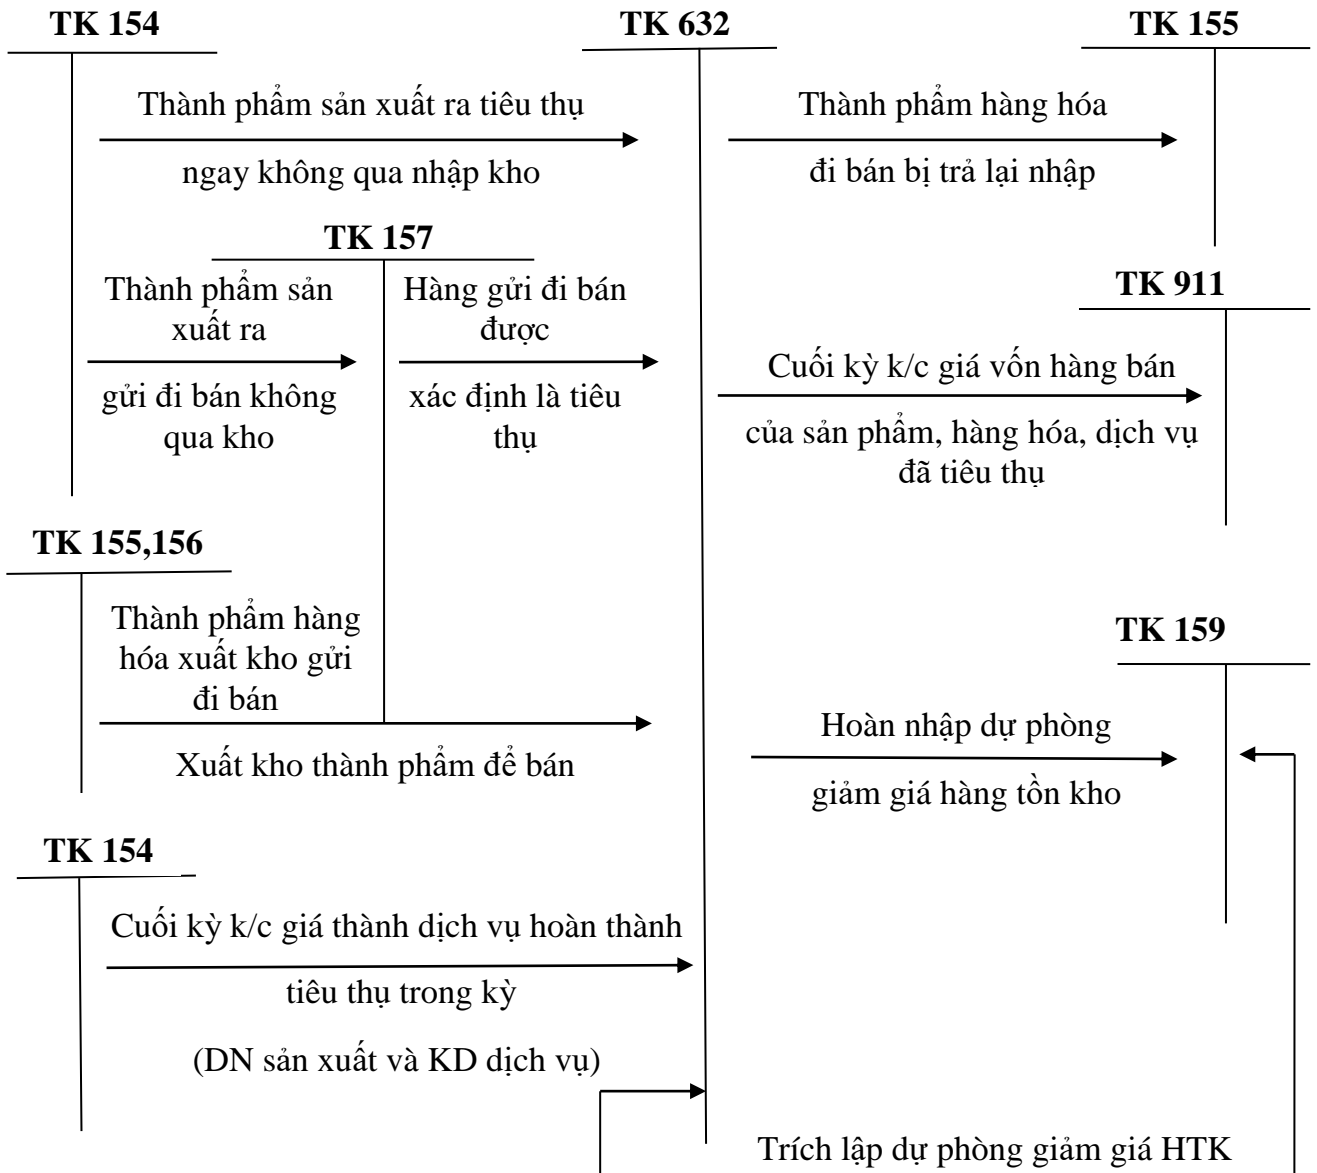 TK 154
TK 632
TK 155
Thành phẩm sản xuất ra tiêu thụ
ngay không qua nhập kho
Thành phẩm hàng hóa
đi bán bị trả lại nhập
TK 157
Thành phẩm sản
xuất ra
gửi đi bán không
qua kho
Hàng gửi đi bán
được
xác định là tiêu
thụ
TK 911
Cuối kỳ k/c giá vốn hàng bán
của sản phẩm, hàng hóa, dịch vụ
đã tiêu thụ
TK 155,156
Thành phẩm hàng
hóa xuất kho gửi
đi bán
Xuất kho thành phẩm để bán
TK 159
Hoàn nhập dự phòng
giảm giá hàng tồn kho
TK 154
Cuối kỳ k/c giá thành dịch vụ hoàn thành
tiêu thụ trong kỳ
(DN sản xuất và KD dịch vụ)
Trích lập dự phòng giảm giá HTK